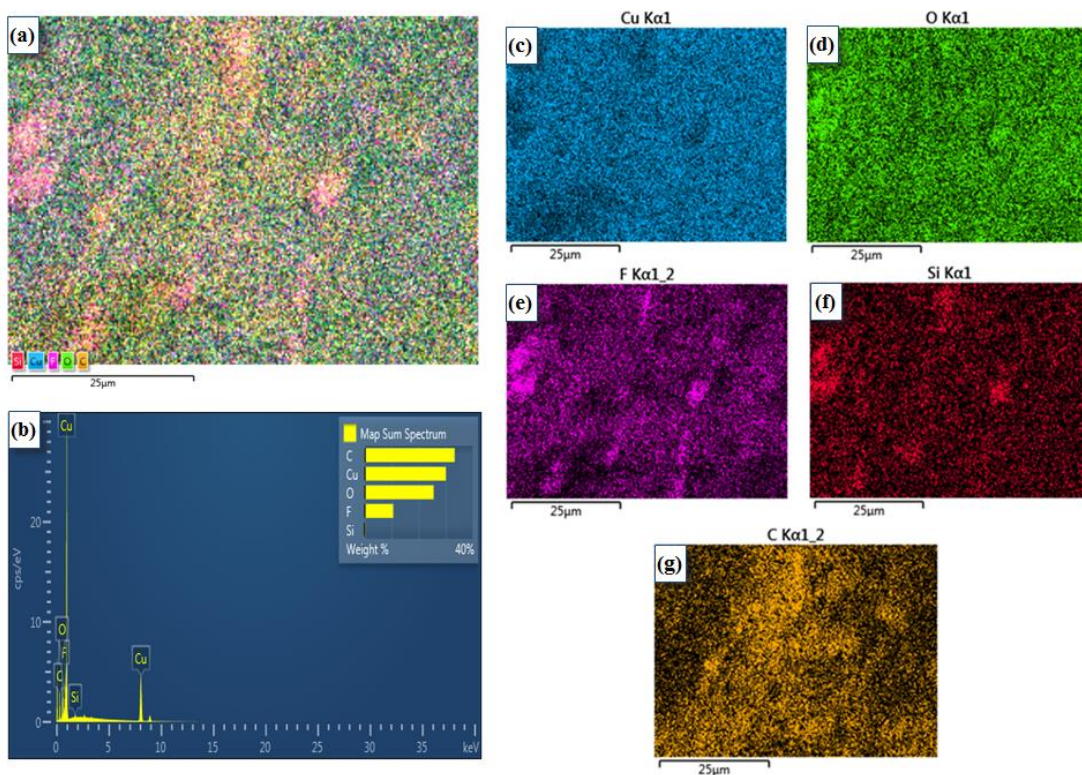 (a)
Si Cu F O C
25µm
(b)
Cu
O
F
C
Si
Cu
cps/eV
20
10
0
0 5 10 15 20 25 30 35 keV
Map Sum Spectrum
C
Cu
O
F
Si
Weight % 40%
Cu Kα1
(c)
25µm
O Kα1
(d)
25µm
F Kα1_2
(e)
25µm
Si Kα1
(f)
25µm
C Kα1_2
(g)
25µm